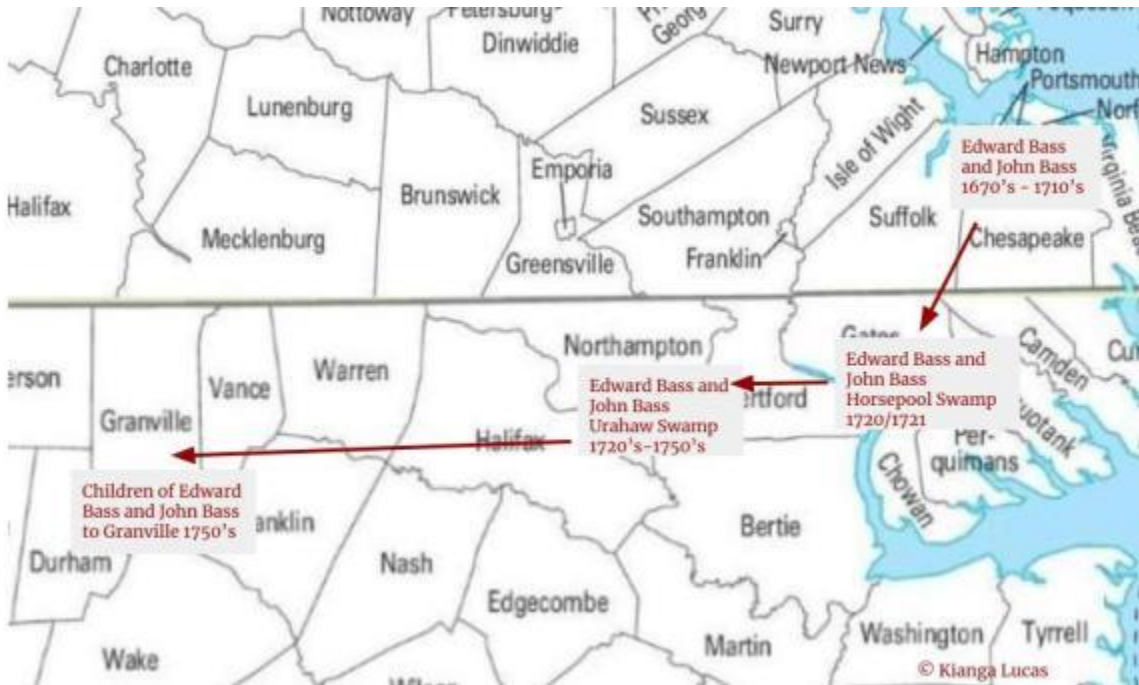 Nottoway
Charlotte
Dinwiddie
Surry
Hampton
Newport News
Portsmouth
Lunenburg
Sussex
Isle of Wight
Edward Bass
and John Bass
1670's - 1710's
Emporia
Halifax
Brunswick
Mecklenburg
Southampton
Suffolk
Chesapeake
Greensville
Franklin
Northampton
Camden
Warren
Vance
Granville
Edward Bass and
John Bass
Urahaw Swamp
1720's-1750's
Edward Bass and
John Bass
Horsepool Swamp
1720/1721
Halifax
Per-
quimans
Chowan
Children of Edward
Bass and John Bass
to Granville 1750's
Bertie
Durham
Nash
Edgecombe
Wake
Martin
Washington
Tyrrell
© Kianga Lucas